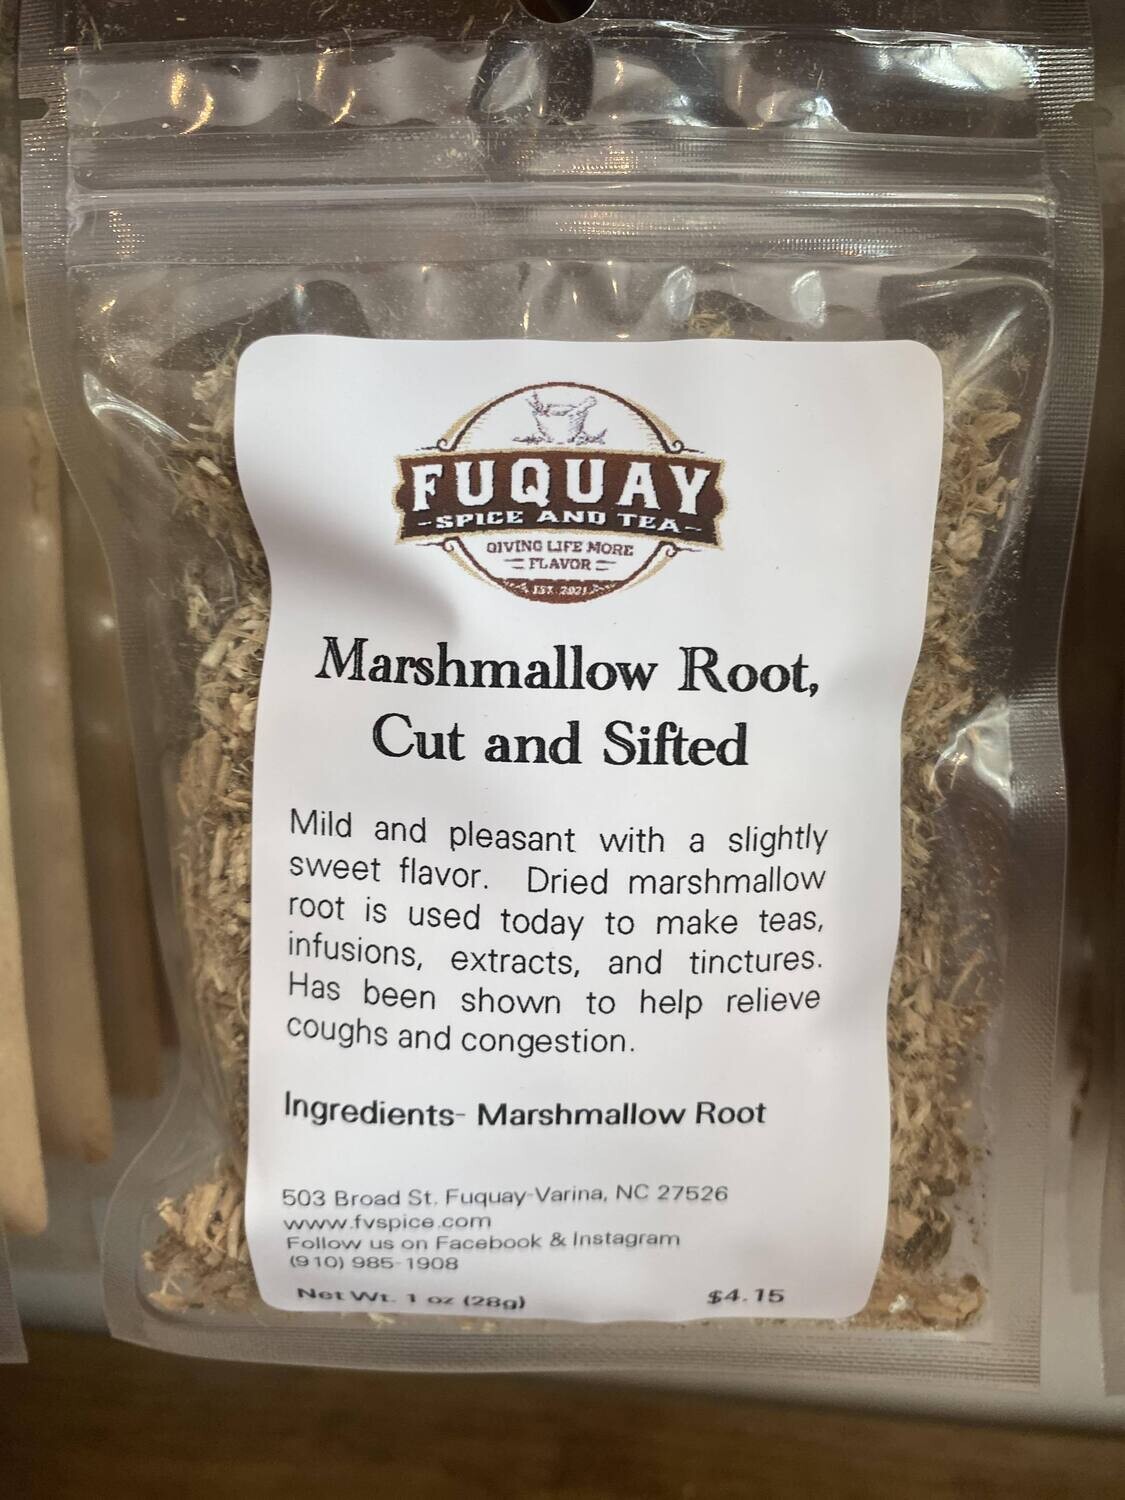 FUQUAY
-SPICE AND TEA-
GIVING LIFE MORE
FLAVOR
EST. 2021
Marshmallow Root,
Cut and Sifted
Mild and pleasant with a slightly
sweet flavor. Dried marshmallow
root is used today to make teas,
infusions, extracts, and tinctures.
Has been shown to help relieve
coughs and congestion.
Ingredients- Marshmallow Root
503 Broad St. Fuquay-Varina, NC 27526
www.fvspice.com
Follow us on Facebook & Instagram
(910) 985-1908
Net Wt. 1 oz (28g) $4.15